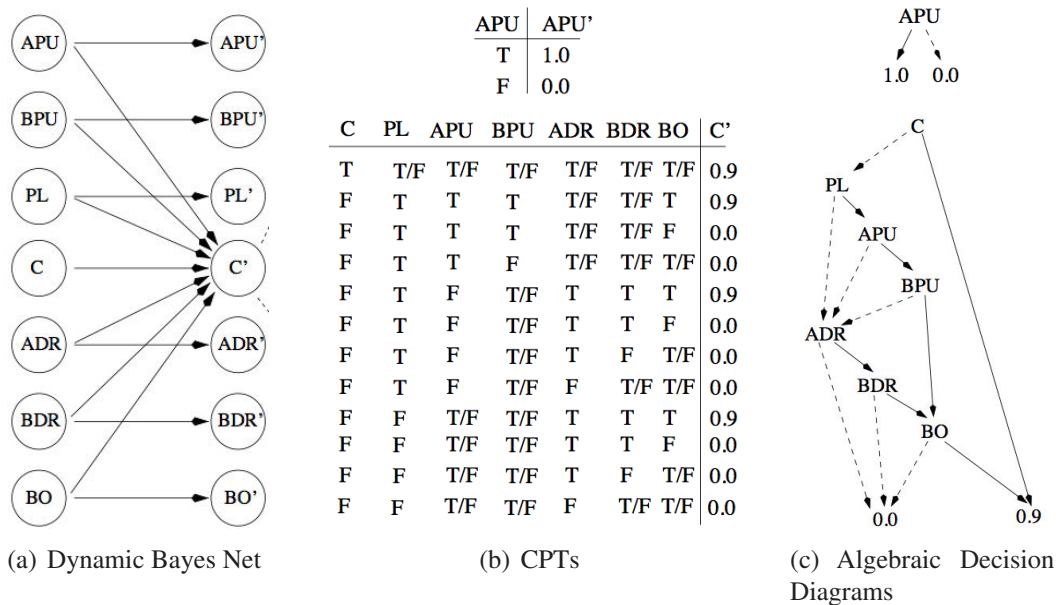 APU APU'
BPU BPU'
PL PL'
C C'
ADR ADR'
BDR BDR'
BO BO'
(a) Dynamic Bayes Net
APU APU'
T 1.0
F 0.0
C PL APU BPU ADR BDR BO C'
T T/F T/F T/F T/F T/F T/F 0.9
F T T T T/F T/F T 0.9
F T T T T/F T/F F 0.0
F T T F T/F T/F T/F 0.0
F T F T/F T T T 0.9
F T F T/F T T F 0.0
F T F T/F T F T/F 0.0
F T F T/F F T/F T/F 0.0
F F T/F T/F T T T 0.9
F F T/F T/F T T F 0.0
F F T/F T/F T F T/F 0.0
F F T/F T/F F T/F T/F 0.0
(b) CPTs
APU
1.0 0.0
C
PL
APU
BPU
ADR
BDR
BO
0.0 0.9
(c) Algebraic Decision
Diagrams